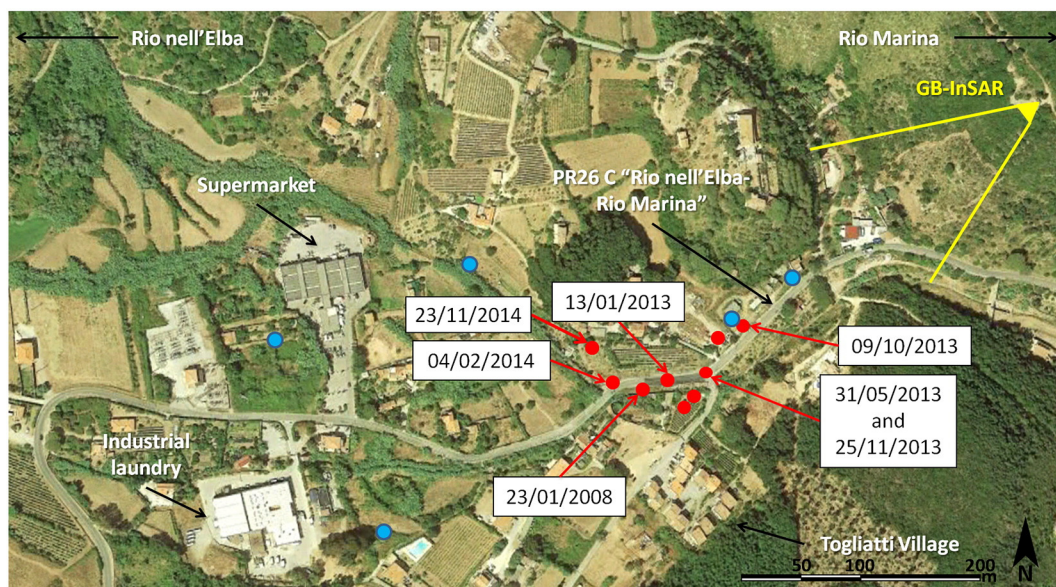 Rio nell'Elba
Rio Marina
GB-InSAR
Supermarket
PR26 C “Rio nell'Elba-
Rio Marina”
23/11/2014
13/01/2013
04/02/2014
09/10/2013
31/05/2013
and
25/11/2013
Industrial
laundry
23/01/2008
Togliatti Village
50
100
200
m
N